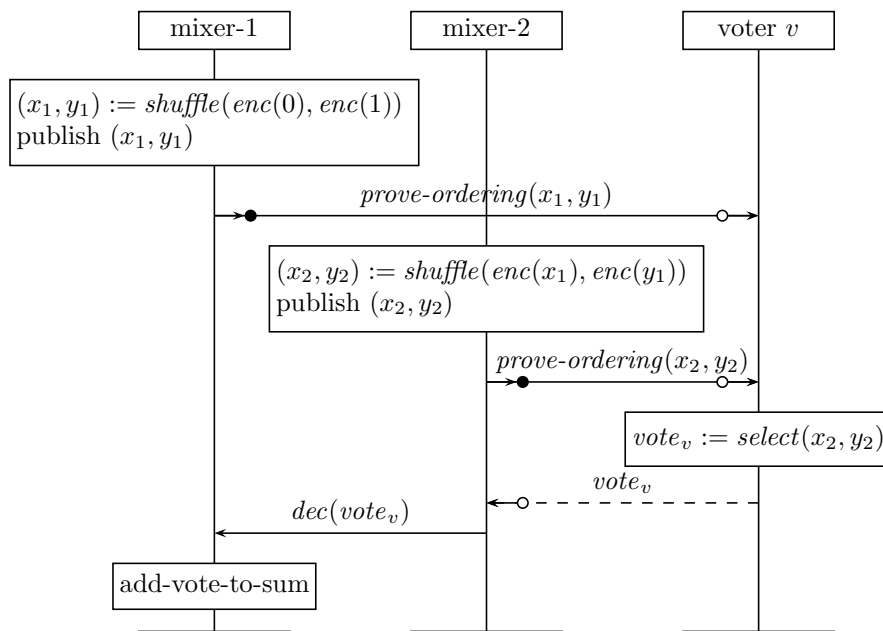 mixer-1 mixer-2 voter v
(x₁, y₁) := shuffle(enc(0), enc(1))
publish (x₁, y₁)
prove-ordering(x₁, y₁)
(x₂, y₂) := shuffle(enc(x₁), enc(y₁))
publish (x₂, y₂)
prove-ordering(x₂, y₂)
voteᵥ := select(x₂, y₂)
voteᵥ
dec(voteᵥ)
add-vote-to-sum